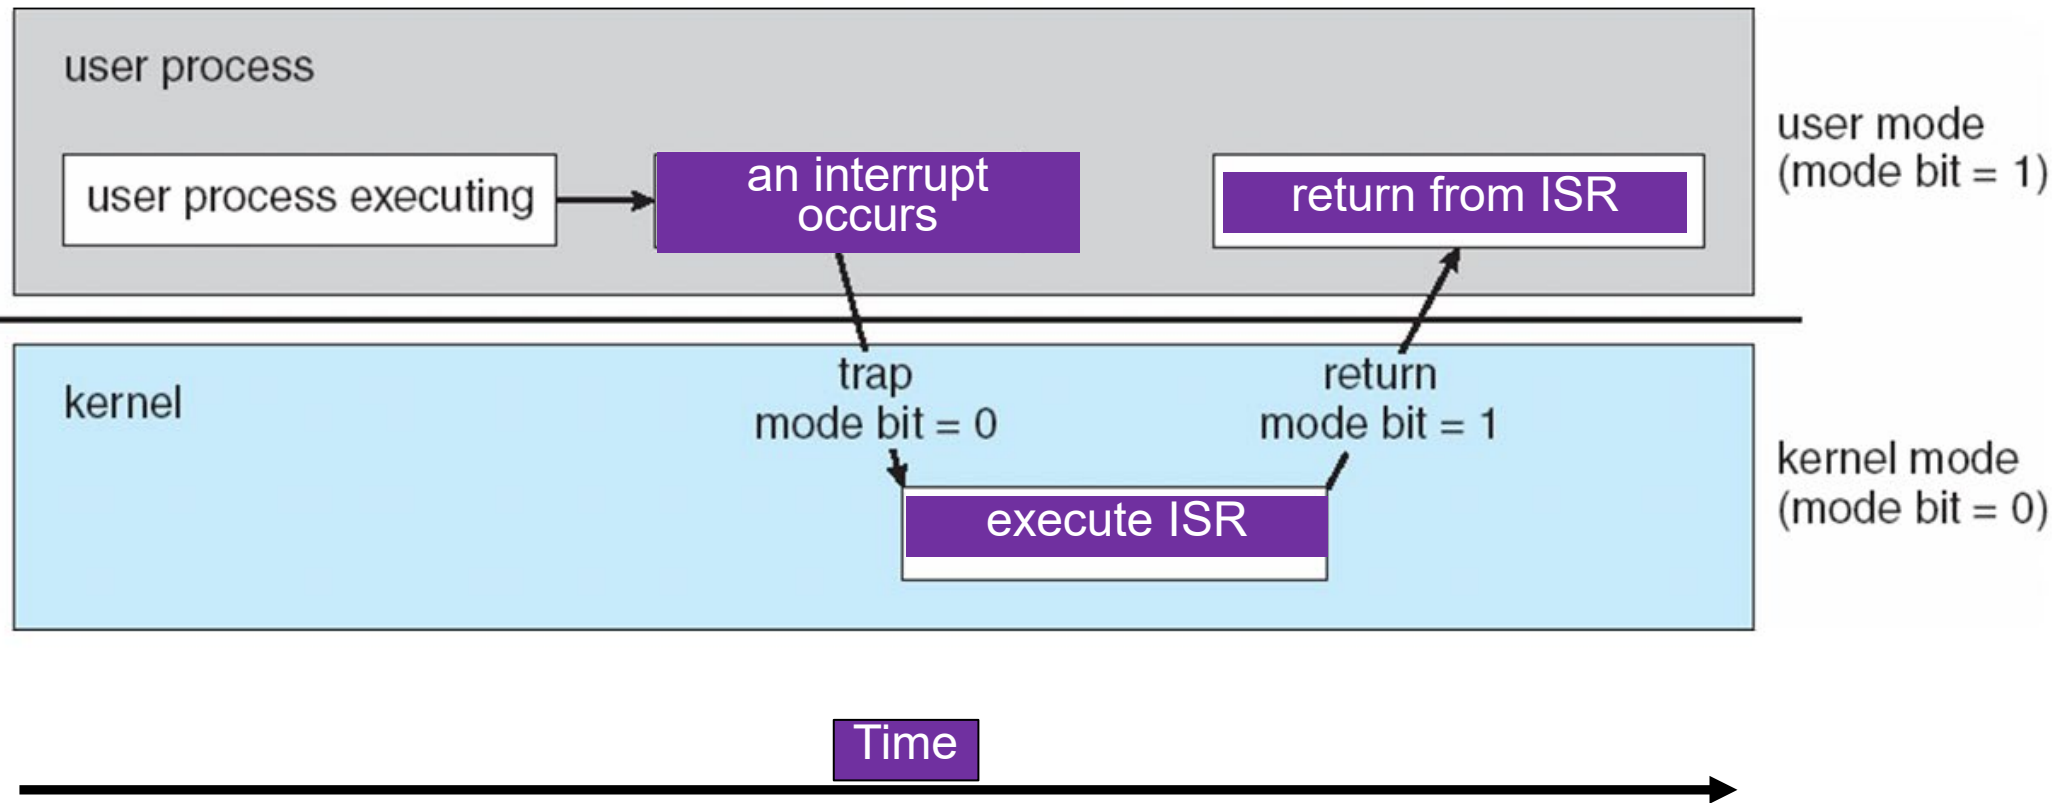 user process
user process executing
an interrupt
occurs
return from ISR
user mode
(mode bit = 1)
kernel
trap
mode bit = 0
return
mode bit = 1
execute ISR
kernel mode
(mode bit = 0)
Time